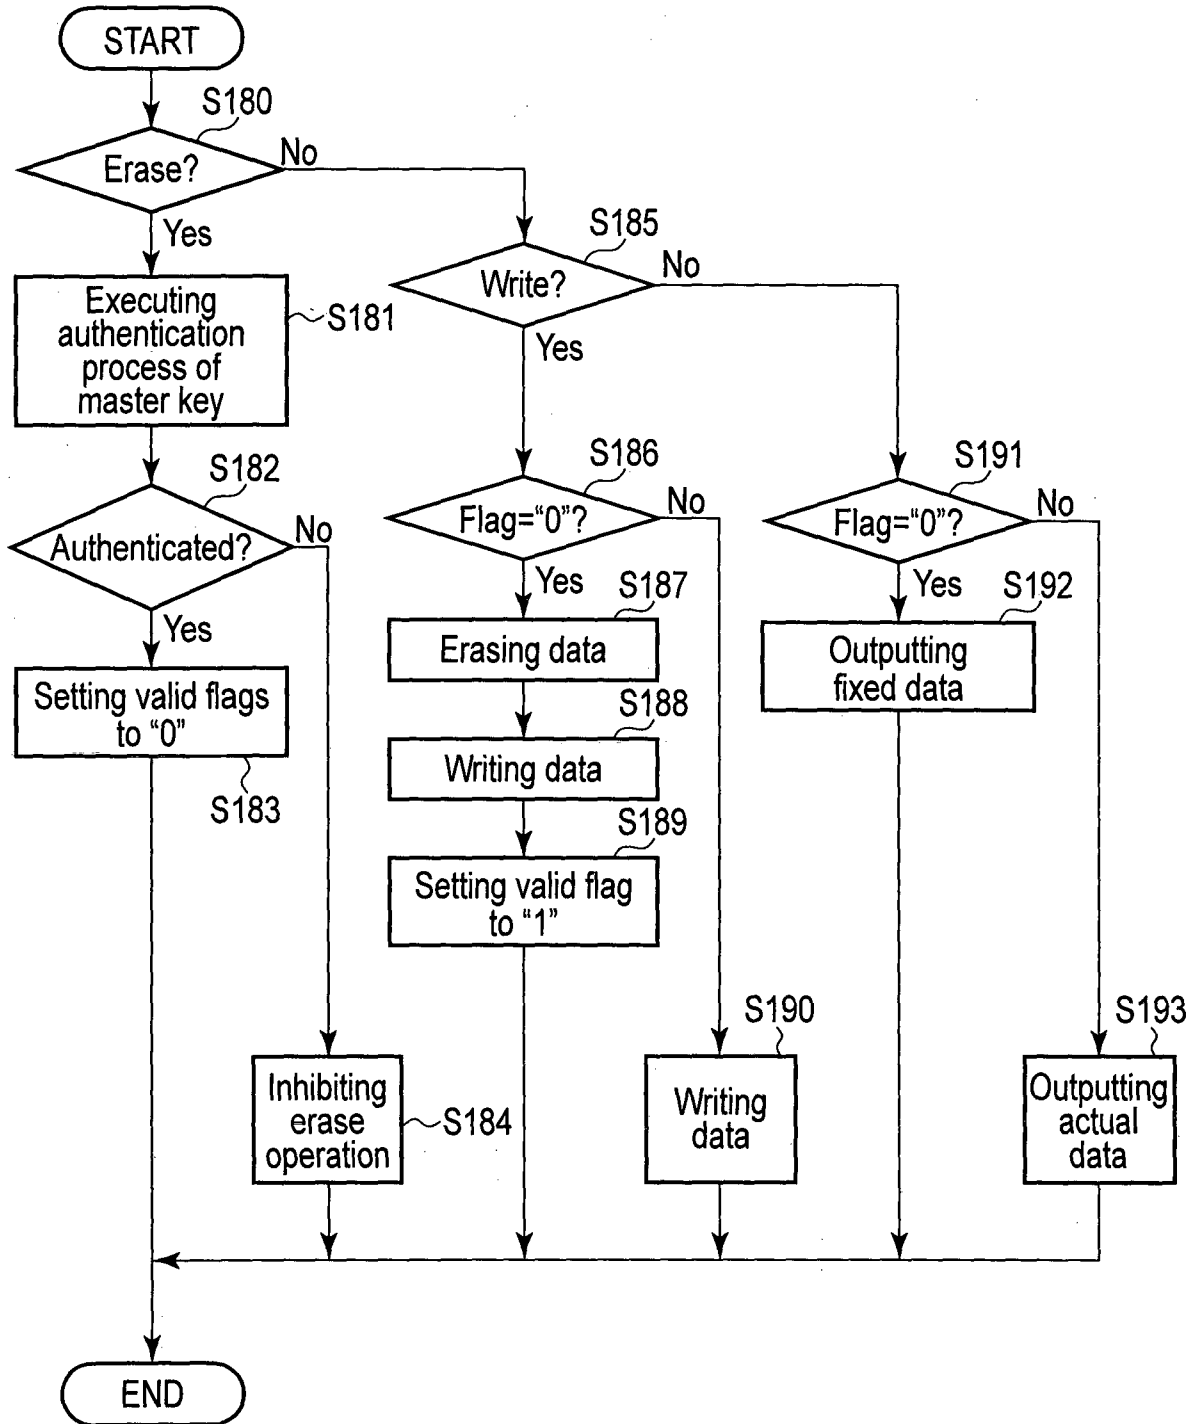 START
S180
Erase?
No
Yes
S185
Write?
No
Yes
Executing
authentication
process of
master key
S181
S182
Authenticated?
No
Yes
S186
Flag=“0”?
No
Yes
S191
Flag=“0”?
No
Yes
S187
Erasing data
S192
Outputting
fixed data
Setting valid flags
to “0”
S183
S188
Writing data
S189
Setting valid flag
to “1”
Inhibiting
erase
operation
S184
S190
Writing
data
S193
Outputting
actual
data
END